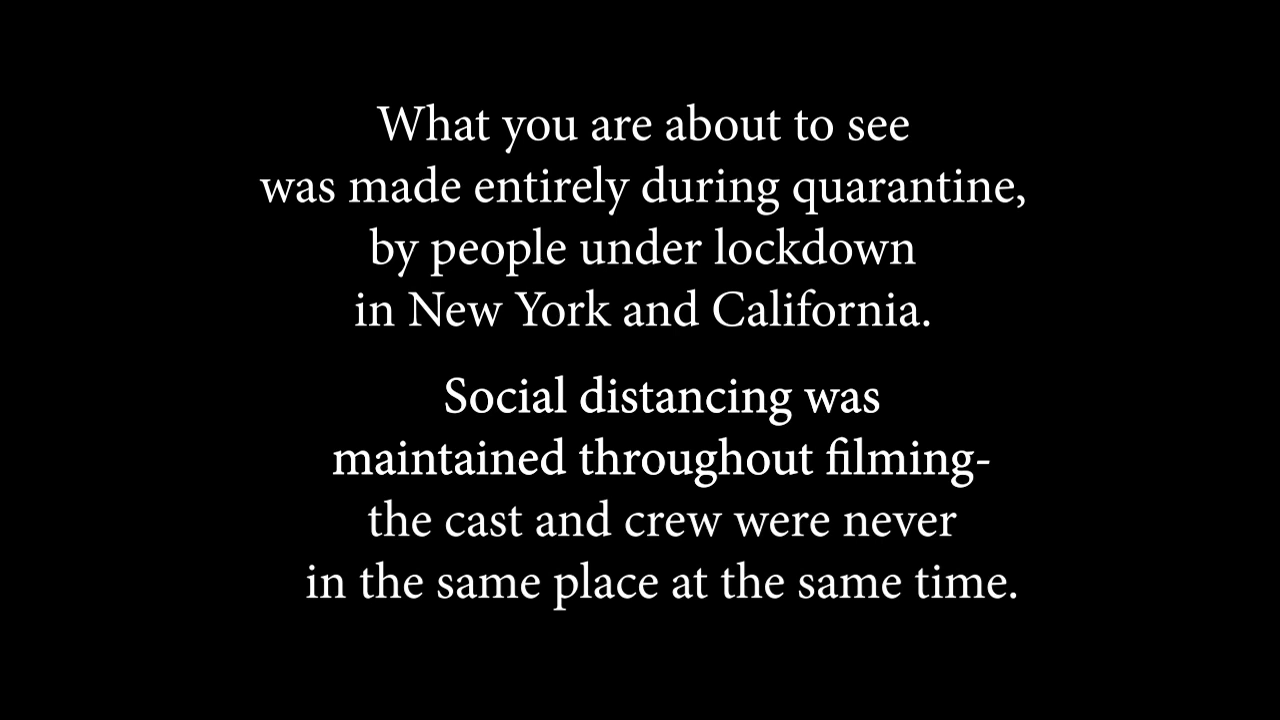 What you are about to see
was made entirely during quarantine,
by people under lockdown
in New York and California.
Social distancing was
maintained throughout filming-
the cast and crew were never
in the same place at the same time.